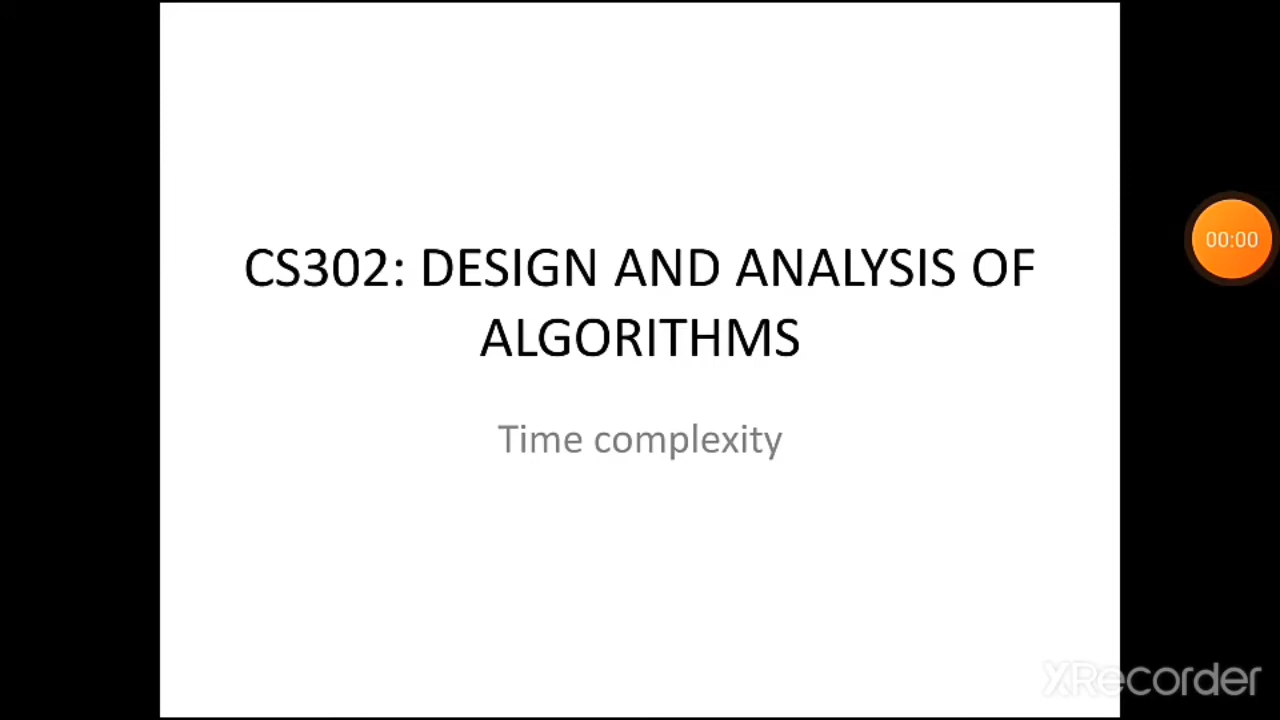 CS302: DESIGN AND ANALYSIS OF
ALGORITHMS
Time complexity
00:00
XRecorder